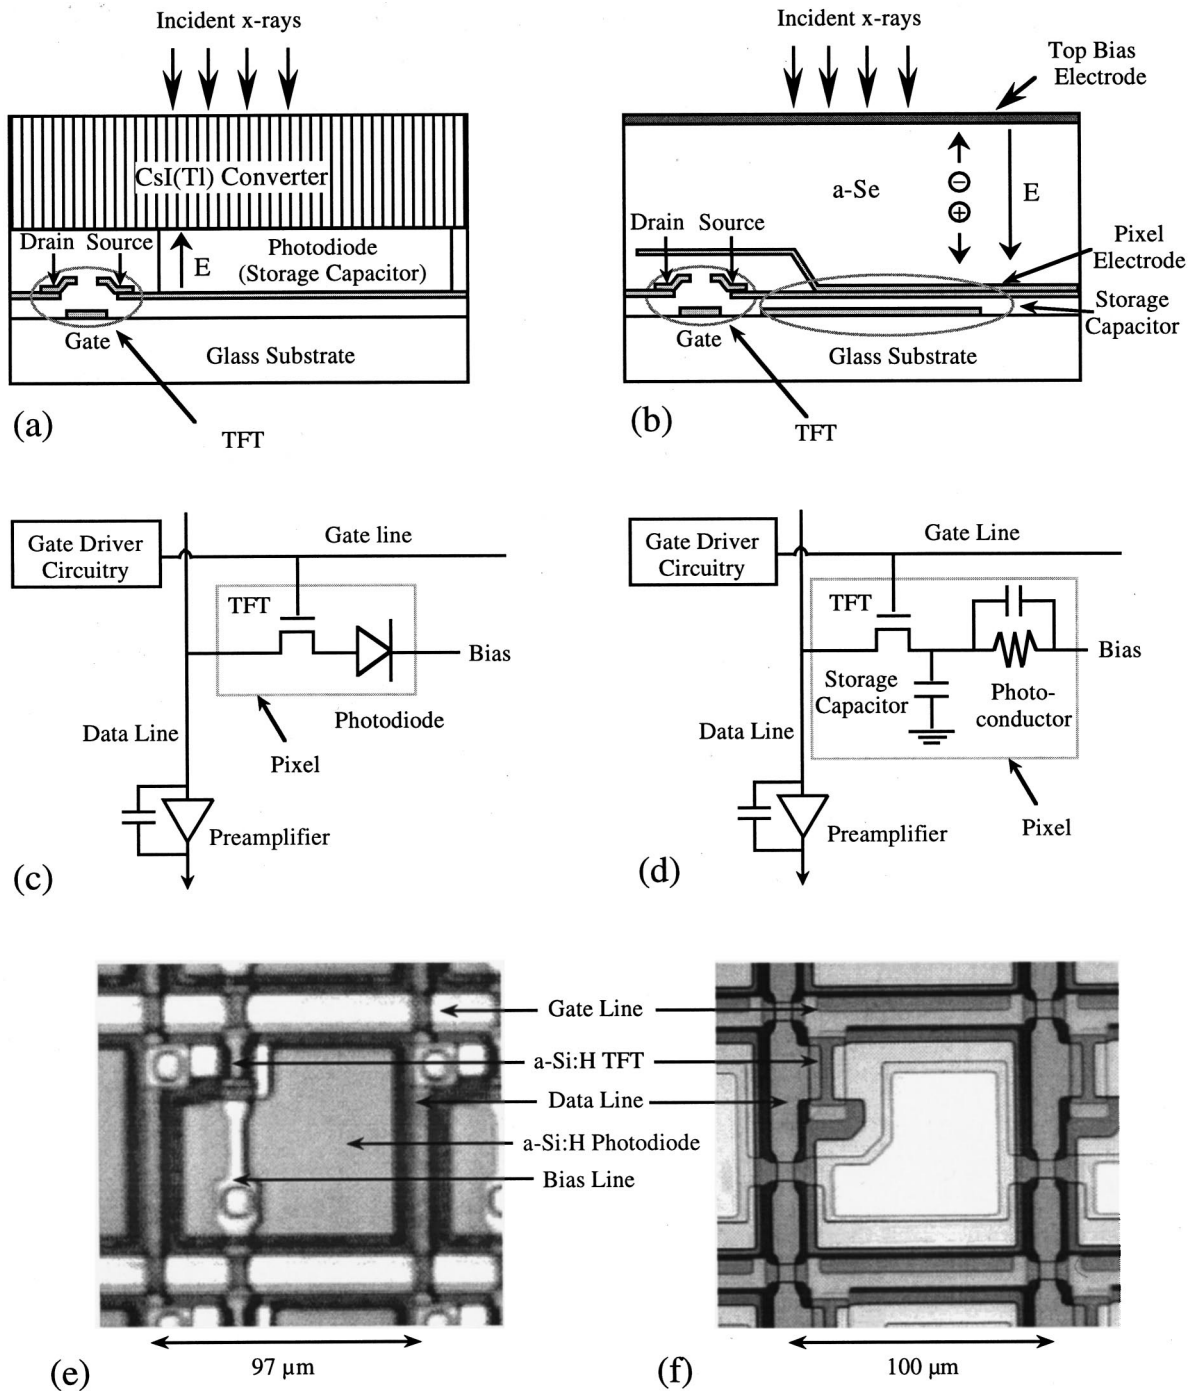 Incident x-rays
CsI(Tl) Converter
Drain
Source
E
Photodiode
(Storage Capacitor)
Gate
Glass Substrate
(a)
TFT
Incident x-rays
Top Bias
Electrode
a-Se
−
+
E
Drain
Source
Pixel
Electrode
Storage
Capacitor
Gate
Glass Substrate
(b)
TFT
Gate Driver
Circuitry
Gate line
TFT
Bias
Photodiode
Data Line
Pixel
Preamplifier
(c)
Gate Driver
Circuitry
Gate Line
TFT
Bias
Storage
Capacitor
Photo-
conductor
Data Line
Pixel
Preamplifier
(d)
Gate Line
a-Si:H TFT
Data Line
a-Si:H Photodiode
Bias Line
(e)
97 µm
(f)
100 µm